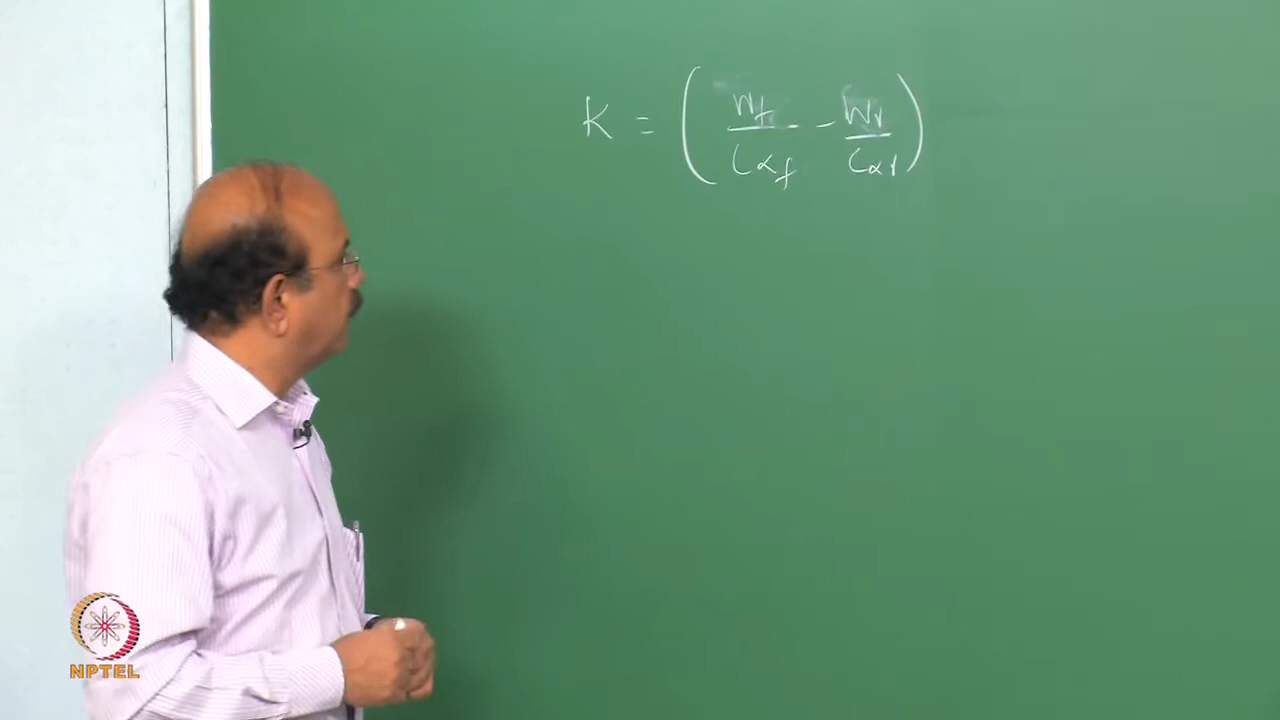 K = ( Wf / Cαf - Wr / Cαr )
NPTEL